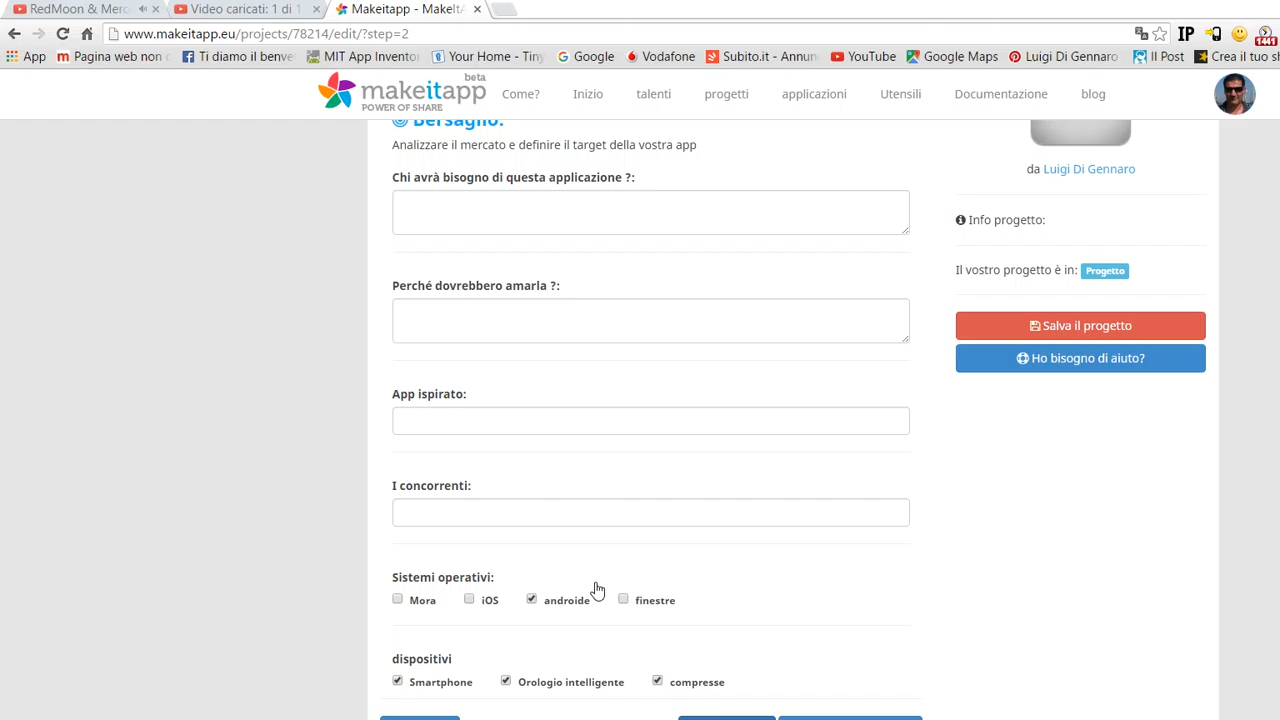 RedMoon & Merc
Video caricati: 1 di 1
Makeitapp - MakeItA
www.makeitapp.eu/projects/78214/edit/?step=2
IP
1441
App
Pagina web non
Ti diamo il benve
MIT App Inventor
Your Home - Tiny
Google
Vodafone
Subito.it - Annun
YouTube
Google Maps
Luigi Di Gennaro
Il Post
Crea il tuo s
beta
makeitapp
POWER OF SHARE
Come?
Inizio
talenti
progetti
applicazioni
Utensili
Documentazione
blog
Bersaglio:
Analizzare il mercato e definire il target della vostra app
Chi avrà bisogno di questa applicazione ?:
Perché dovrebbero amarla ?:
App ispirato:
I concorrenti:
Sistemi operativi:
Mora
iOS
androide
finestre
dispositivi
Smartphone
Orologio intelligente
compresse
da Luigi Di Gennaro
Info progetto:
Il vostro progetto è in: Progetto
Salva il progetto
Ho bisogno di aiuto?